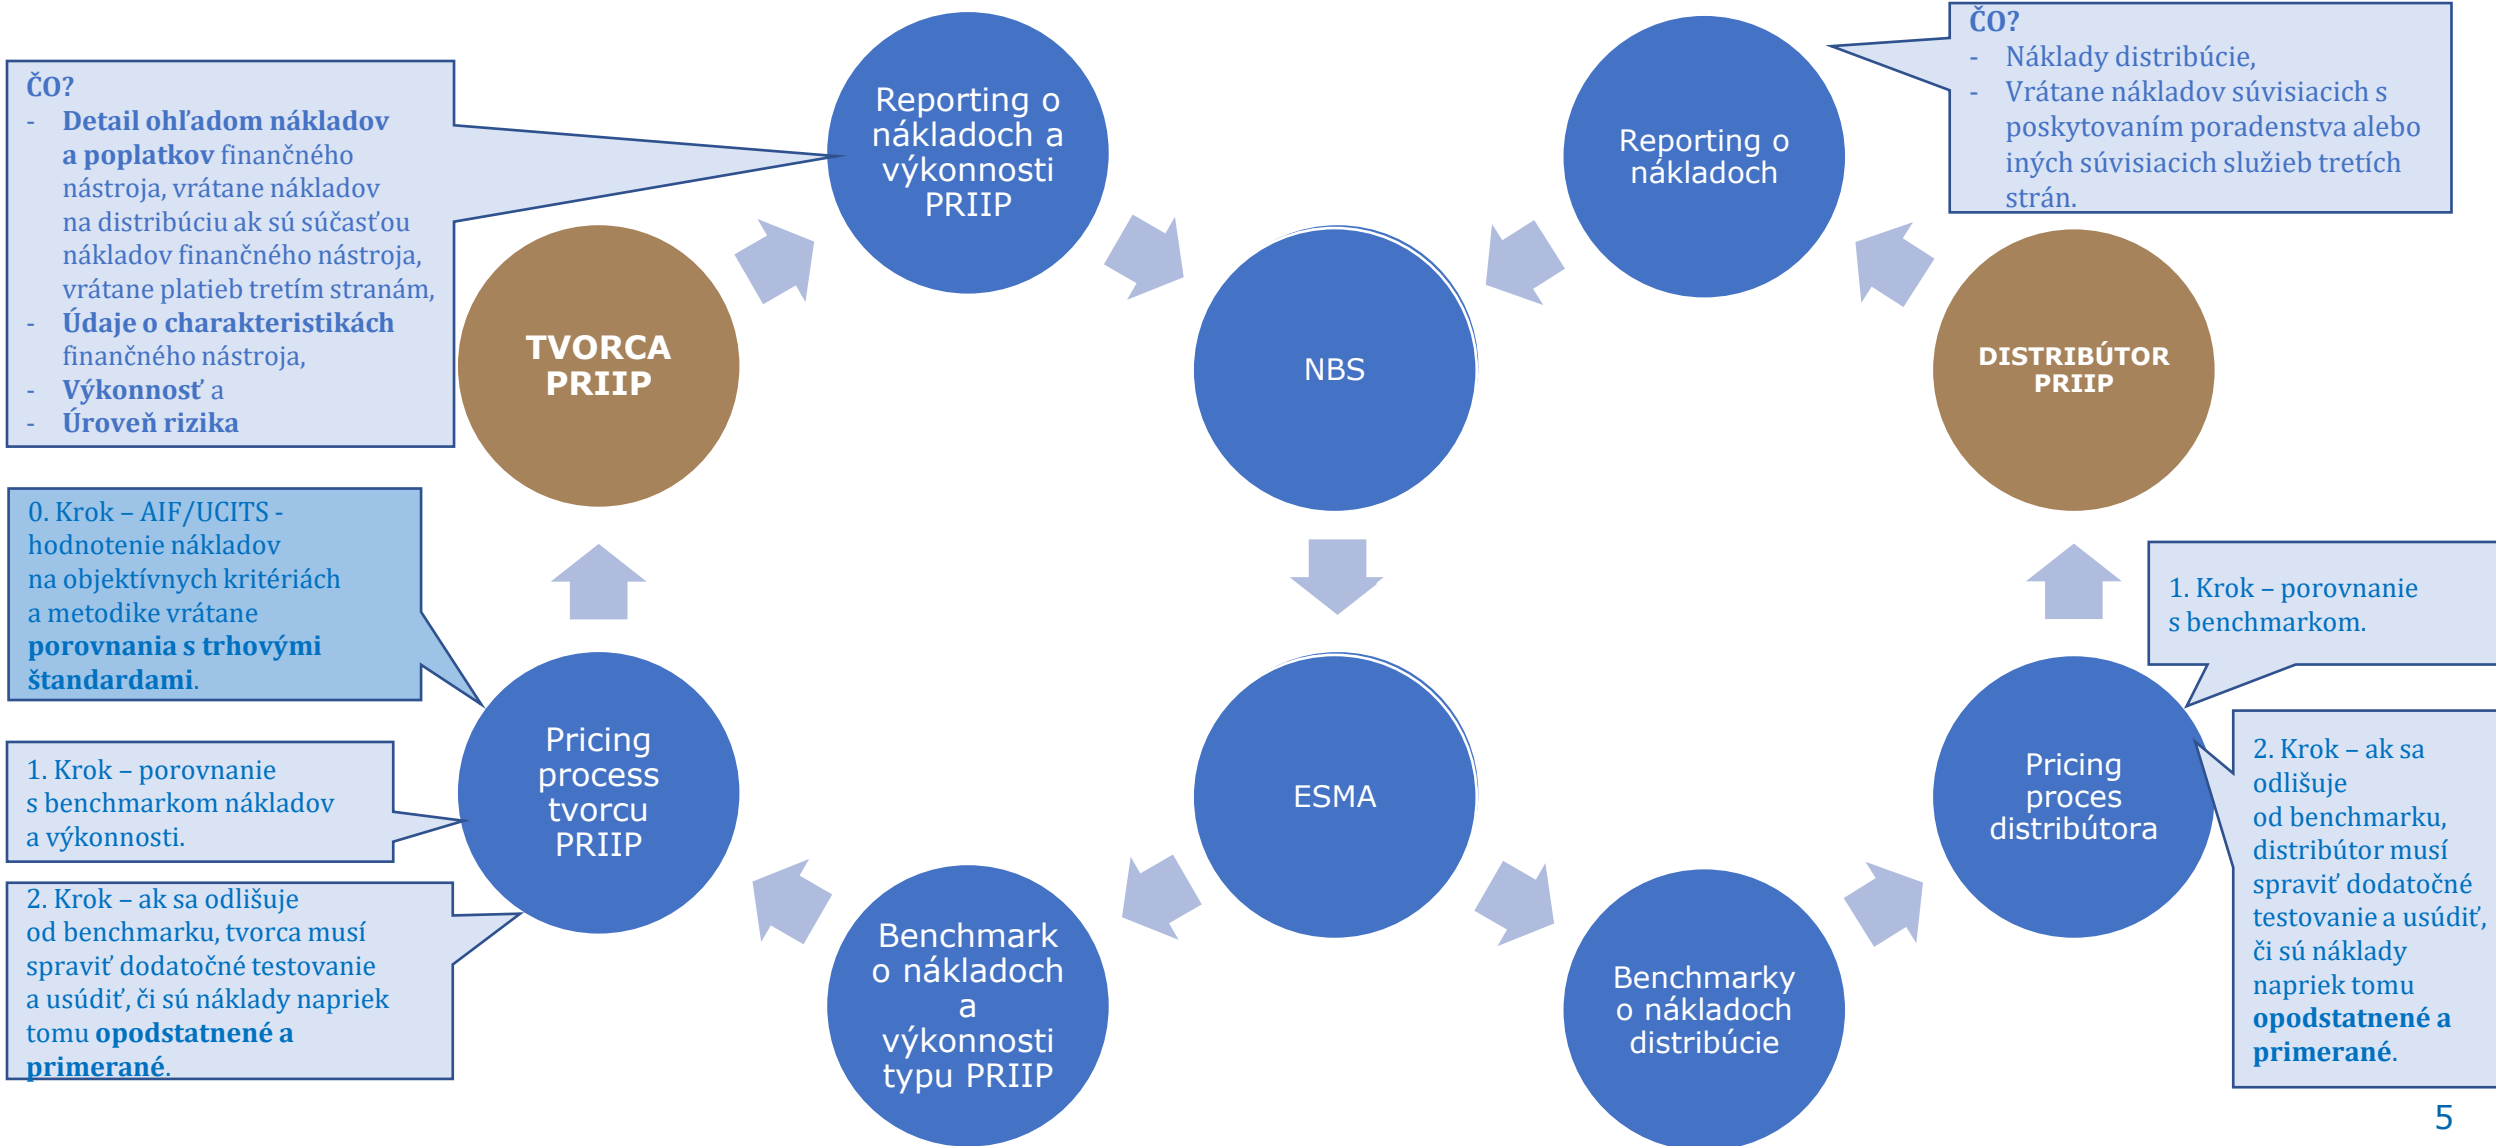 ČO?
- Detail ohľadom nákladov
a poplatkov finančného
nástroja, vrátane nákladov
na distribúciu ak sú súčasťou
nákladov finančného nástroja,
vrátane platieb tretím stranám,
- Údaje o charakteristikách
finančného nástroja,
- Výkonnosť a
- Úroveň rizika
Reporting o
nákladoch a
výkonnosti
PRIIP
Reporting o
nákladoch
ČO?
- Náklady distribúcie,
- Vrátane nákladov súvisiacich s
poskytovaním poradenstva alebo
iných súvisiacich služieb tretích
strán.
TVORCA
PRIIP
NBS
DISTRIBÚTOR
PRIIP
0. Krok – AIF/UCITS -
hodnotenie nákladov
na objektívnych kritériách
a metodike vrátane
porovnania s trhovými
štandardami.
1. Krok – porovnanie
s benchmarkom nákladov
a výkonnosti.
2. Krok – ak sa odlišuje
od benchmarku, tvorca musí
spraviť dodatočné testovanie
a usúdiť, či sú náklady napriek
tomu opodstatnené a
primerané.
Pricing
process
tvorcu
PRIIP
ESMA
Pricing
proces
distribútora
1. Krok – porovnanie
s benchmarkom.
2. Krok – ak sa
odlišuje
od benchmarku,
distribútor musí
spraviť dodatočné
testovanie a usúdiť,
či sú náklady
napriek tomu
opodstatnené a
primerané.
Benchmark
o nákladoch
a
výkonnosti
typu PRIIP
Benchmarky
o nákladoch
distribúcie
5